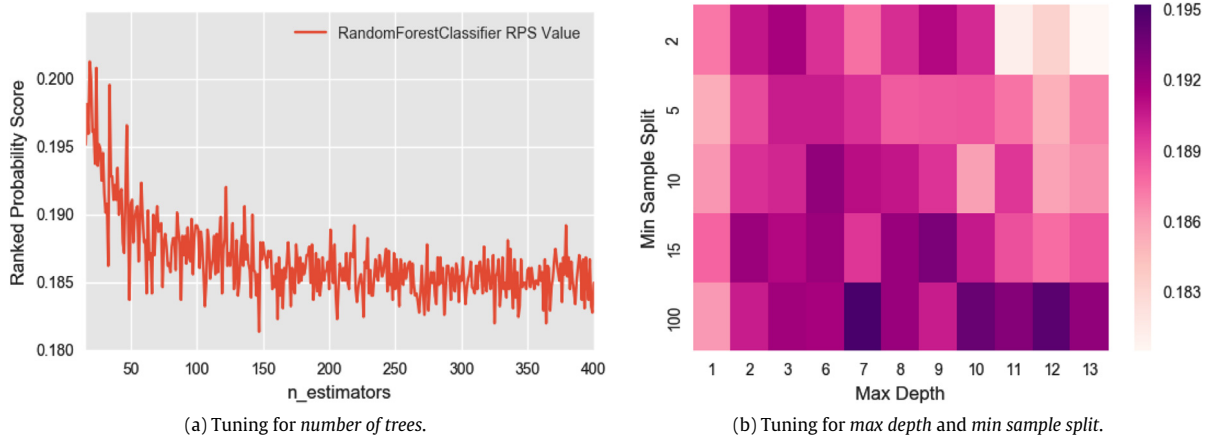 RandomForestClassifier RPS Value
Ranked Probability Score
0.200
0.195
0.190
0.185
0.180
50 100 150 200 250 300 350 400
n_estimators
(a) Tuning for number of trees.
Min Sample Split
2
5
10
15
100
1 2 3 6 7 8 9 10 11 12 13
Max Depth
0.195
0.192
0.189
0.186
0.183
(b) Tuning for max depth and min sample split.